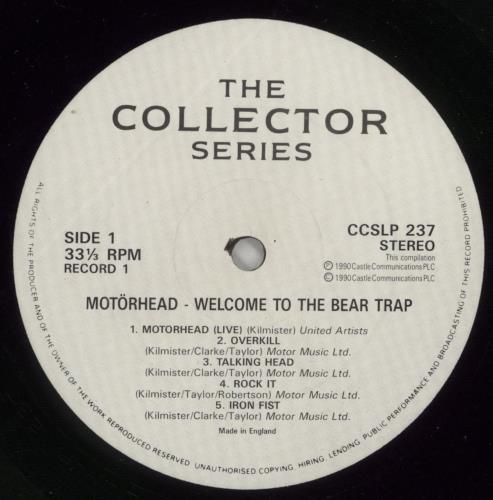 THE
COLLECTOR
SERIES
SIDE 1
33⅓ RPM
RECORD 1
CCSLP 237
STEREO
This compilation
Ⓟ 1990 Castle Communications PLC
© 1990 Castle Communications PLC
MOTÖRHEAD - WELCOME TO THE BEAR TRAP
1. MOTORHEAD (LIVE) (Kilmister) United Artists
2. OVERKILL
(Kilmister/Clarke/Taylor) Motor Music Ltd.
3. TALKING HEAD
(Kilmister/Clarke/Taylor) Motor Music Ltd.
4. ROCK IT
(Kilmister/Taylor/Robertson) Motor Music Ltd.
5. IRON FIST
(Kilmister/Clarke/Taylor) Motor Music Ltd.
Made in England
ALL RIGHTS OF THE PRODUCER AND OF THE OWNER OF THE WORK REPRODUCED RESERVED. UNAUTHORISED COPYING, HIRING, LENDING, PUBLIC PERFORMANCE AND BROADCASTING OF THIS RECORD PROHIBITED